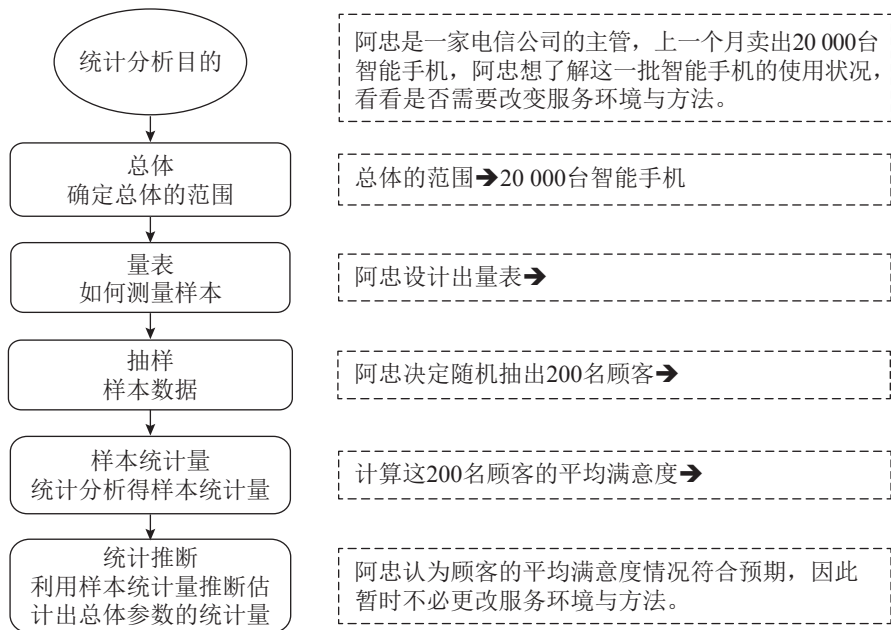 统计分析目的
阿忠是一家电信公司的主管，上一个月卖出20 000台
智能手机，阿忠想了解这一批智能手机的使用状况，
看看是否需要改变服务环境与方法。
总体
确定总体的范围
总体的范围➔20 000台智能手机
量表
如何测量样本
阿忠设计出量表➔
抽样
样本数据
阿忠决定随机抽出200名顾客➔
样本统计量
统计分析得样本统计量
计算这200名顾客的平均满意度➔
统计推断
利用样本统计量推断估
计出总体参数的统计量
阿忠认为顾客的平均满意度情况符合预期，因此
暂时不必更改服务环境与方法。